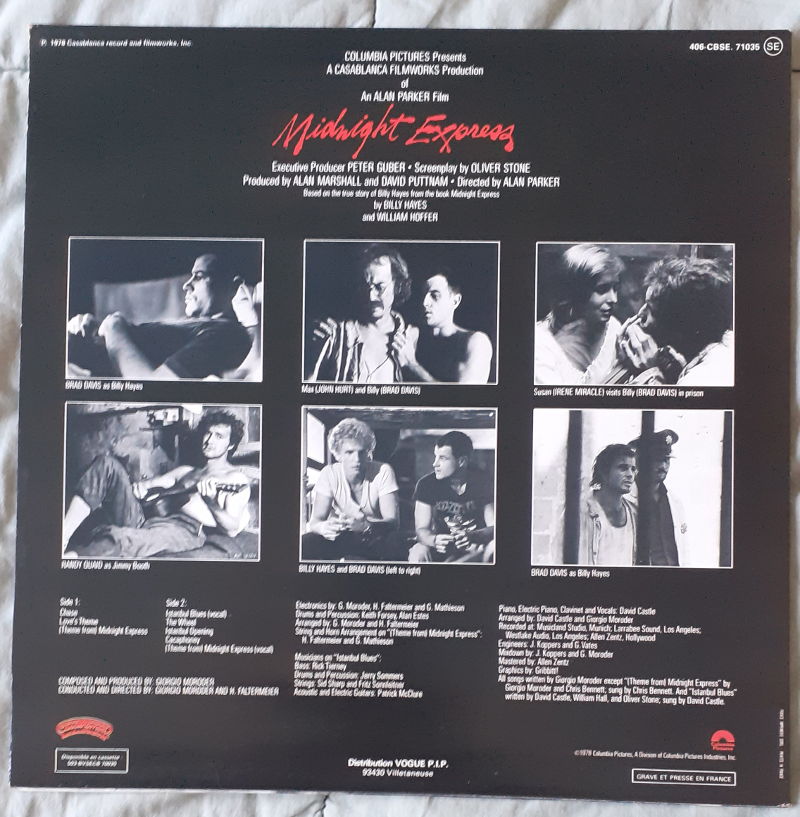 ℗ 1978 Casablanca record and filmworks, Inc.
406-CBSE. 71035 SE
COLUMBIA PICTURES Presents
A CASABLANCA FILMWORKS Production
of
An ALAN PARKER Film
Midnight Express
Executive Producer PETER GUBER • Screenplay by OLIVER STONE
Produced by ALAN MARSHALL and DAVID PUTTNAM • Directed by ALAN PARKER
Based on the true story of Billy Hayes from the book Midnight Express
by BILLY HAYES
and WILLIAM HOFFER
BRAD DAVIS as Billy Hayes
Max (JOHN HURT) and Billy (BRAD DAVIS)
Susan (IRENE MIRACLE) visits Billy (BRAD DAVIS) in prison
RANDY QUAID as Jimmy Booth
BILLY HAYES and BRAD DAVIS (left to right)
BRAD DAVIS as Billy Hayes
Side 1:
Chase
Love's Theme
(Theme from) Midnight Express
Side 2:
Istanbul Blues (vocal)
The Wheel
Istanbul Opening
Cacaphoney
(Theme from) Midnight Express (vocal)
COMPOSED AND PRODUCED BY: GIORGIO MORODER
CONDUCTED AND DIRECTED BY: GIORGIO MORODER AND H. FALTERMEIER
Electronics by: G. Moroder, H. Faltermeier and G. Mathieson
Drums and Percussion: Keith Forsey, Alan Estes
Arranged by: G. Moroder and H. Faltermeier
String and Horn Arrangement on "(Theme from) Midnight Express":
H. Faltermeier and G. Mathieson
Musicians on "Istanbul Blues":
Bass: Rick Tierney
Drums and Percussion: Jerry Sommers
Strings: Sid Sharp and Fritz Sonnleitner
Acoustic and Electric Guitars: Patrick McClure
Piano, Electric Piano, Clavinet and Vocals: David Castle
Arranged by: David Castle and Giorgio Moroder
Recorded at: Musicland Studio, Munich; Larrabee Sound, Los Angeles;
Westlake Audio, Los Angeles; Allen Zentz, Hollywood
Engineers: J. Koppers and G. Vates
Mixdown by: J. Koppers and G. Moroder
Mastered by: Allen Zentz
Graphics by: Gribbitt!
All songs written by Giorgio Moroder except "(Theme from) Midnight Express" by
Giorgio Moroder and Chris Bennett, sung by Chris Bennett. And "Istanbul Blues"
written by David Castle, William Hall, and Oliver Stone; sung by David Castle.
Casablanca
Disponible en cassette
Distribution VOGUE P.I.P.
93430 Villetaneuse
Columbia
Pictures
©1978 Columbia Pictures, A Division of Columbia Pictures Industries, Inc.
GRAVE ET PRESSE EN FRANCE